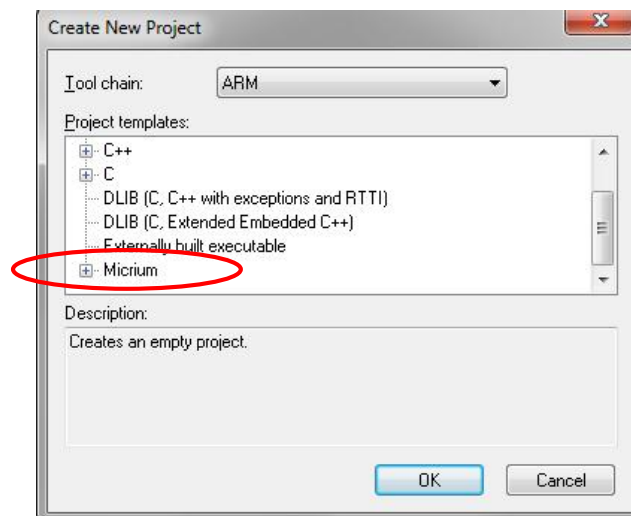 Create New Project
Tool chain: ARM
Project templates:
C++
C
DLIB (C, C++ with exceptions and RTTI)
DLIB (C, Extended Embedded C++)
Externally built executable
Micrium
Description:
Creates an empty project.
OK Cancel